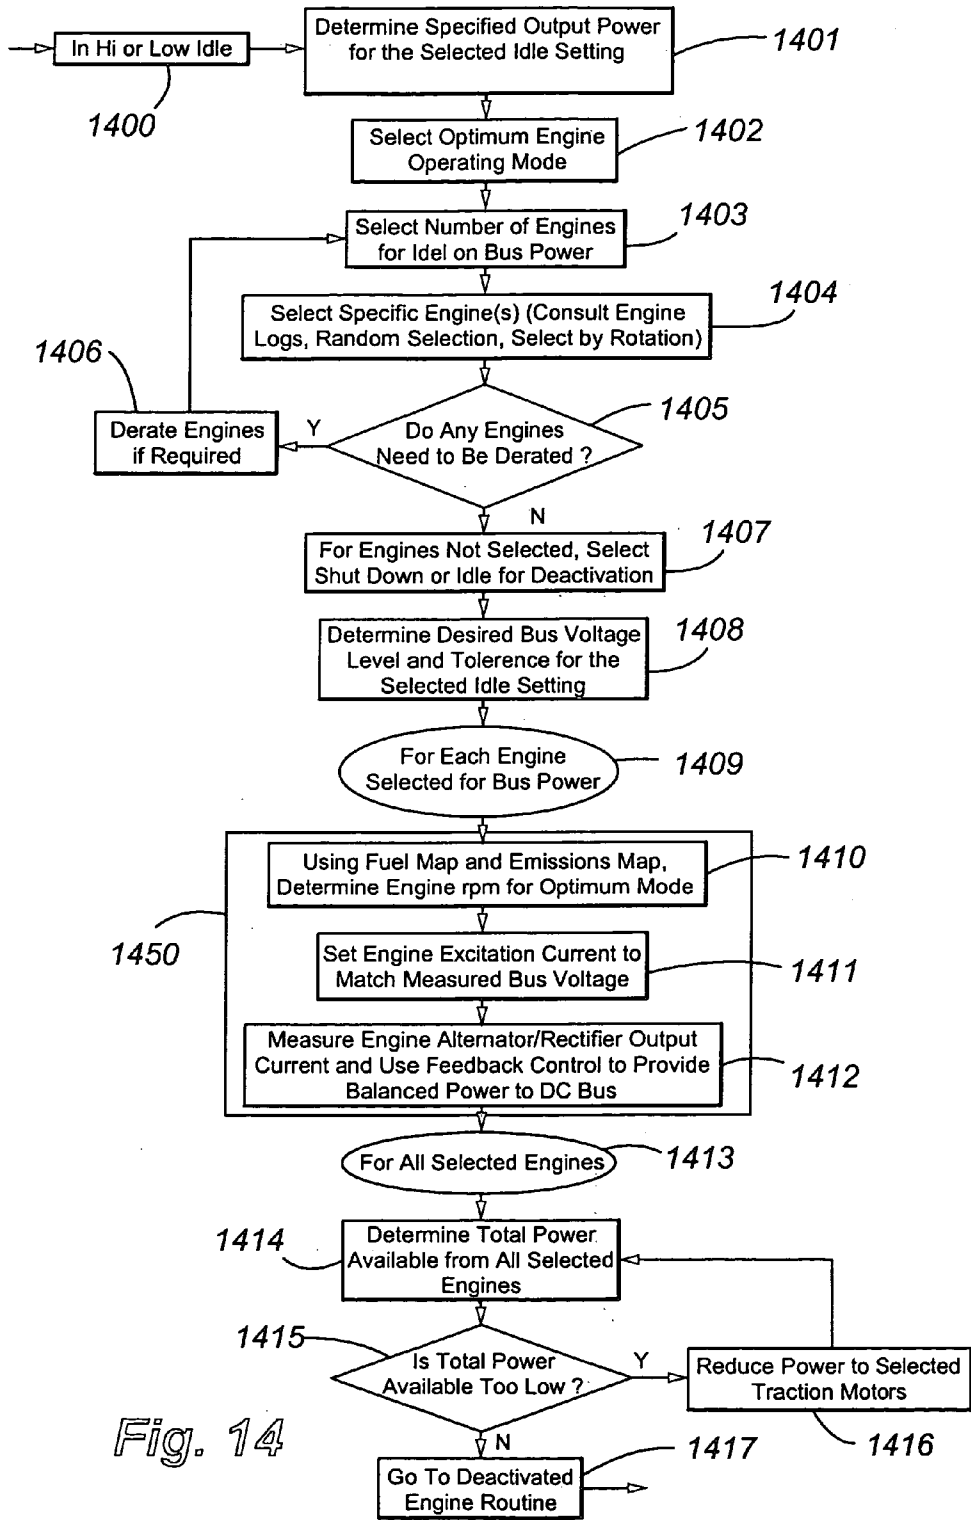 In Hi or Low Idle
1400
Determine Specified Output Power
for the Selected Idle Setting
1401
Select Optimum Engine
Operating Mode
1402
Select Number of Engines
for Idel on Bus Power
1403
Select Specific Engine(s) (Consult Engine
Logs, Random Selection, Select by Rotation)
1404
Do Any Engines
Need to Be Derated ?
1405
Y
Derate Engines
if Required
1406
N
For Engines Not Selected, Select
Shut Down or Idle for Deactivation
1407
Determine Desired Bus Voltage
Level and Tolerence for the
Selected Idle Setting
1408
For Each Engine
Selected for Bus Power
1409
Using Fuel Map and Emissions Map,
Determine Engine rpm for Optimum Mode
1410
1450
Set Engine Excitation Current to
Match Measured Bus Voltage
1411
Measure Engine Alternator/Rectifier Output
Current and Use Feedback Control to Provide
Balanced Power to DC Bus
1412
For All Selected Engines
1413
Determine Total Power
Available from All Selected
Engines
1414
Is Total Power
Available Too Low ?
1415
Y
Reduce Power to Selected
Traction Motors
1416
N
Go To Deactivated
Engine Routine
1417
Fig. 14